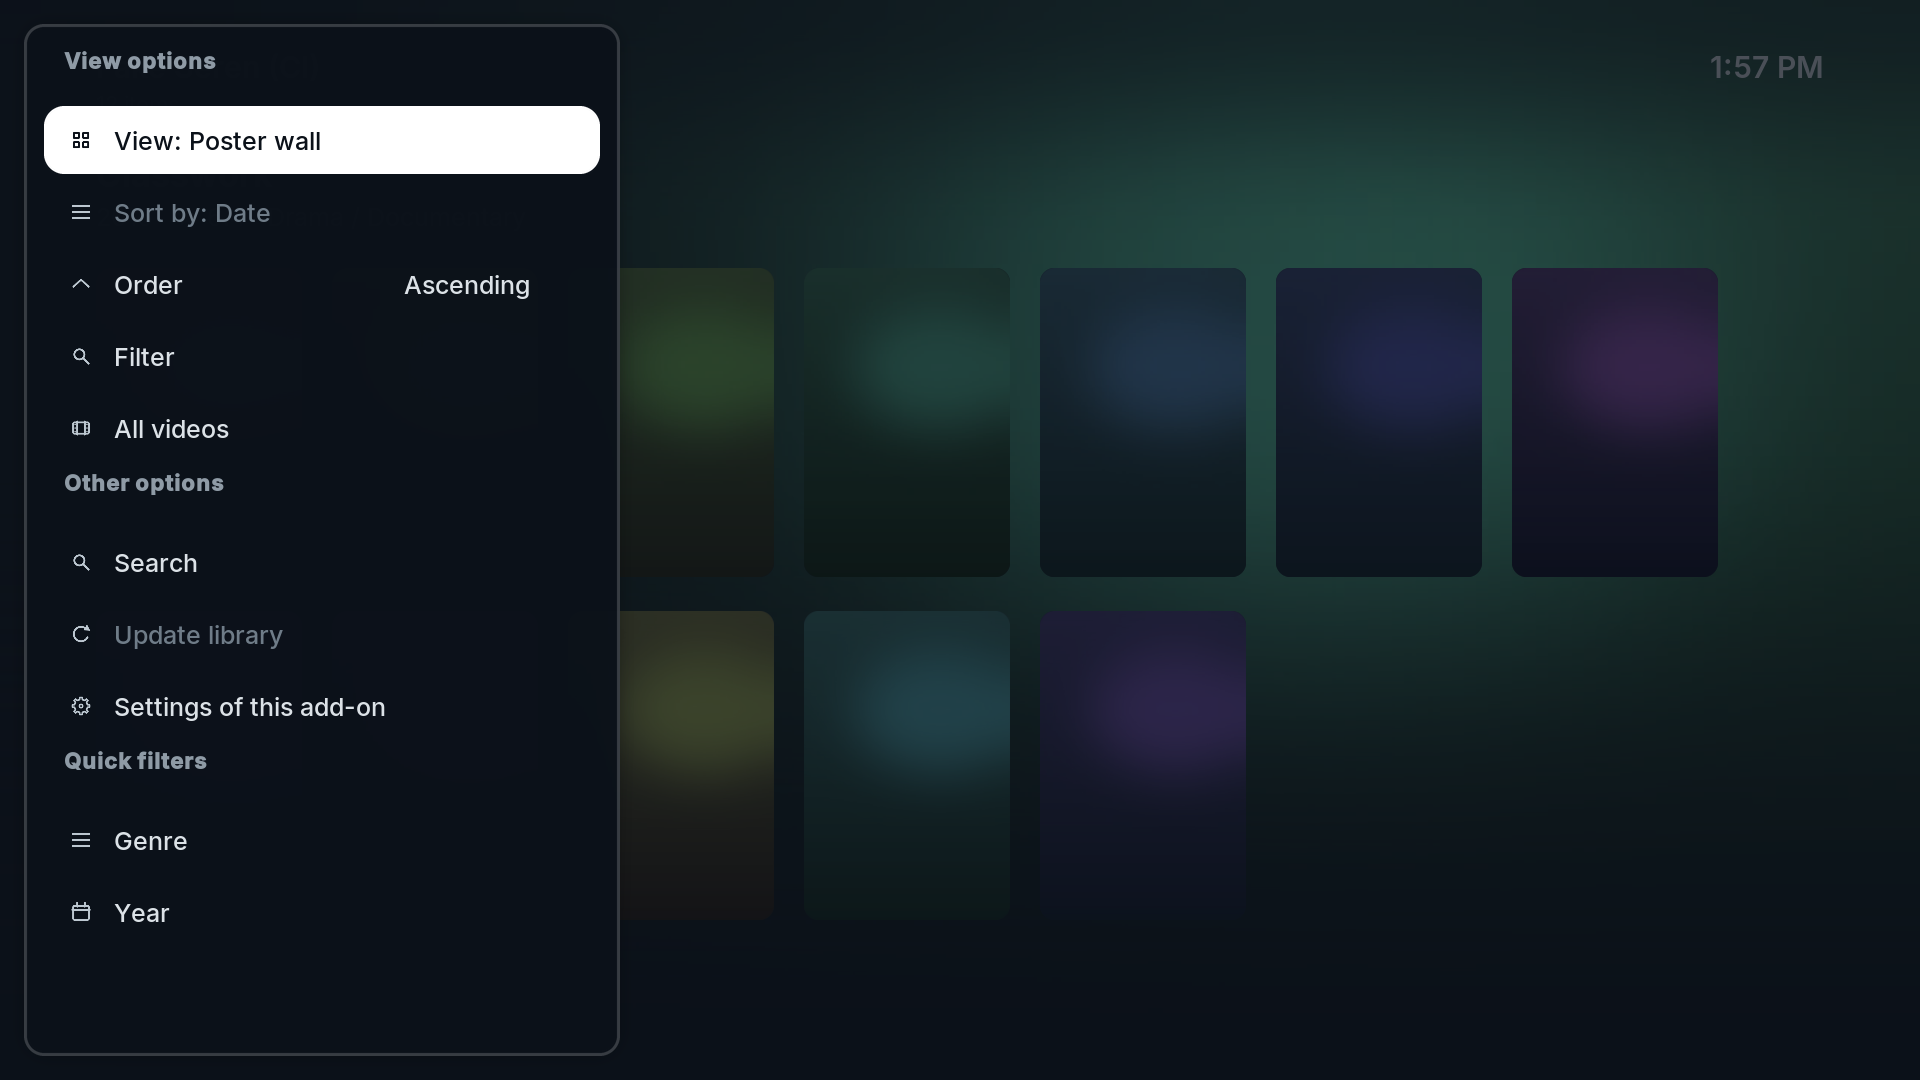 View options
1:57 PM
View: Poster wall
Sort by: Date
Order Ascending
Filter
All videos
Other options
Search
Update library
Settings of this add-on
Quick filters
Genre
Year